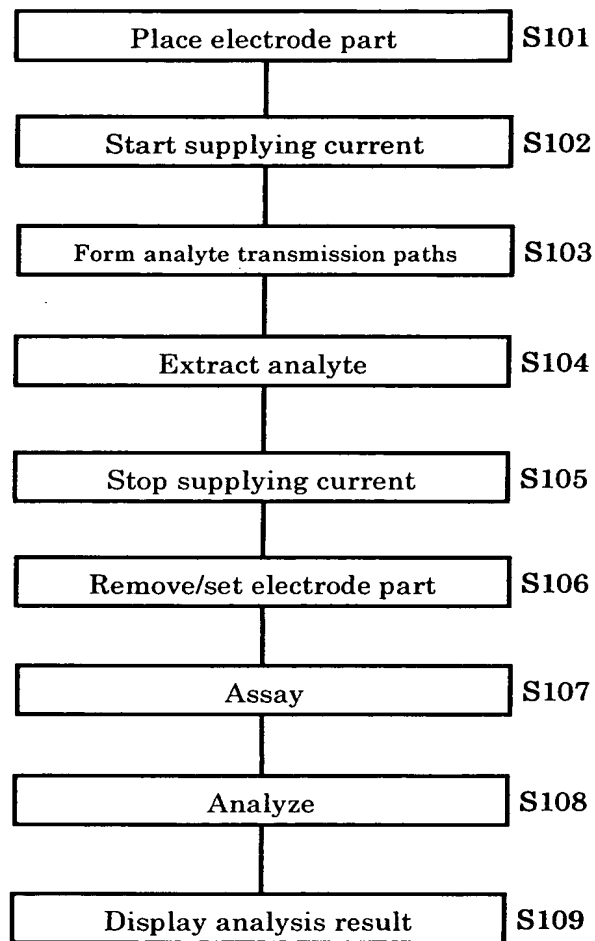 Place electrode part S101
Start supplying current S102
Form analyte transmission paths S103
Extract analyte S104
Stop supplying current S105
Remove/set electrode part S106
Assay S107
Analyze S108
Display analysis result S109